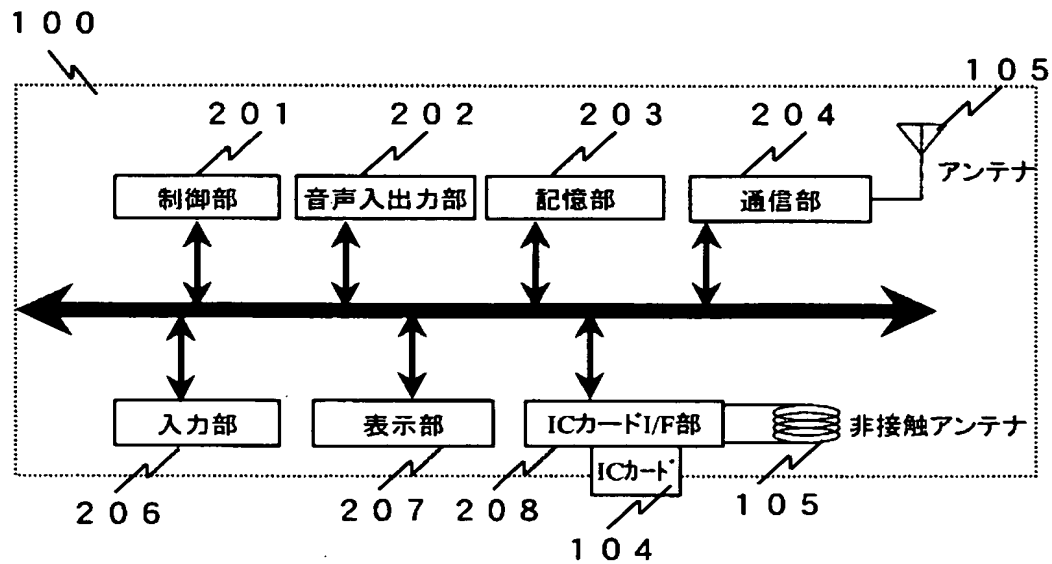 １００
１０５
２０１ ２０２ ２０３ ２０４
アンテナ
制御部 音声入出力部 記憶部 通信部
入力部 表示部 ICカードI/F部 非接触アンテナ
ICカード
２０６ ２０７ ２０８ １０５
１０４